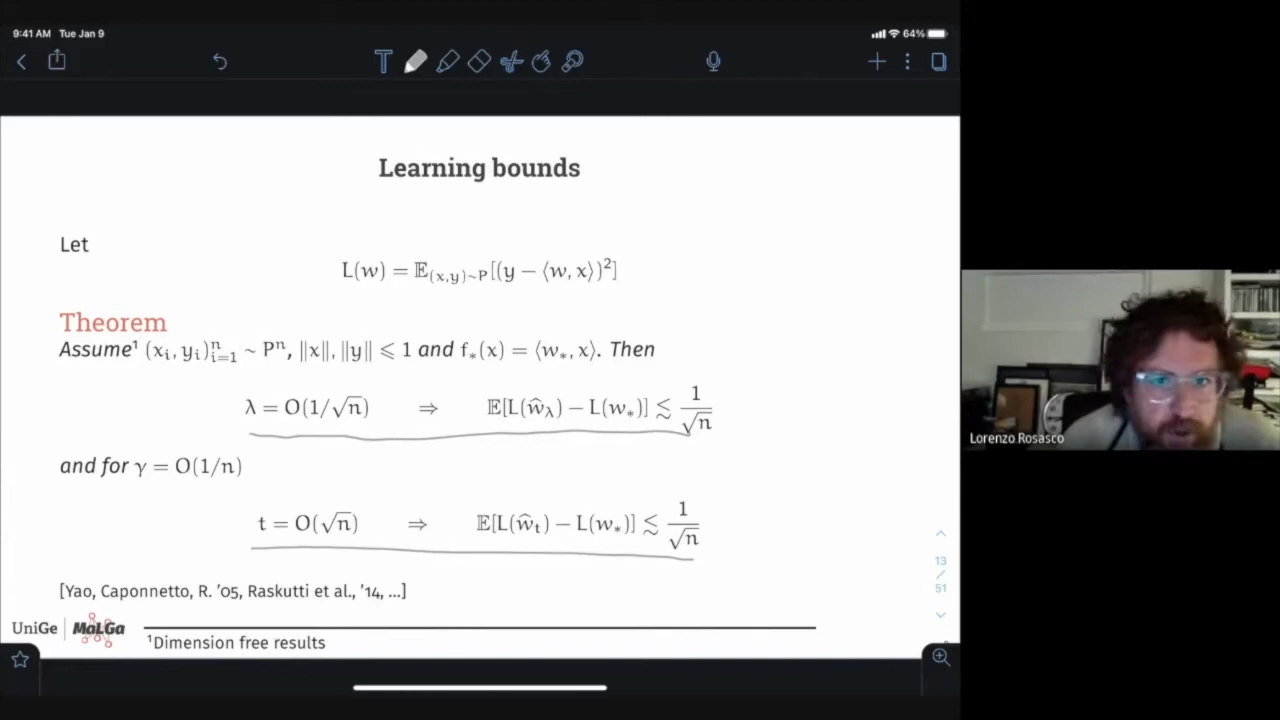 9:41 AM Tue Jan 9
64%
Learning bounds
Let
L(w) = 𝔼₍ₓ,ᵧ₎∼P[(y − ⟨w, x⟩)²]
Theorem
Assume¹ (xᵢ, yᵢ)ⁿᵢ₌₁ ∼ Pⁿ, ‖x‖, ‖y‖ ⩽ 1 and f∗(x) = ⟨w∗, x⟩. Then
λ = O(1/√n) ⇒ 𝔼[L(ŵ_λ) − L(w∗)] ≲ 1/√n
and for γ = O(1/n)
t = O(√n) ⇒ 𝔼[L(ŵ_t) − L(w∗)] ≲ 1/√n
[Yao, Caponnetto, R. '05, Raskutti et al., '14, ...]
UniGe | MaLGa
¹Dimension free results
13
/
51
Lorenzo Rosasco